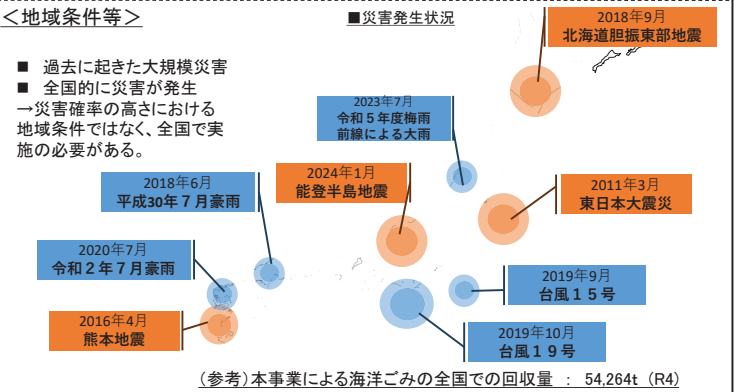 ＜地域条件等＞
■災害発生状況
■ 過去に起きた大規模災害
■ 全国的に災害が発生
→災害確率の高さにおける
地域条件ではなく、全国で実
施の必要がある。
2018年9月
北海道胆振東部地震
2023年7月
令和５年度梅雨
前線による大雨
2024年1月
能登半島地震
2011年3月
東日本大震災
2018年6月
平成30年７月豪雨
2020年7月
令和２年７月豪雨
2016年4月
熊本地震
2019年9月
台風１５号
2019年10月
台風１９号
(参考)本事業による海洋ごみの全国での回収量 ： 54,264t（R4）